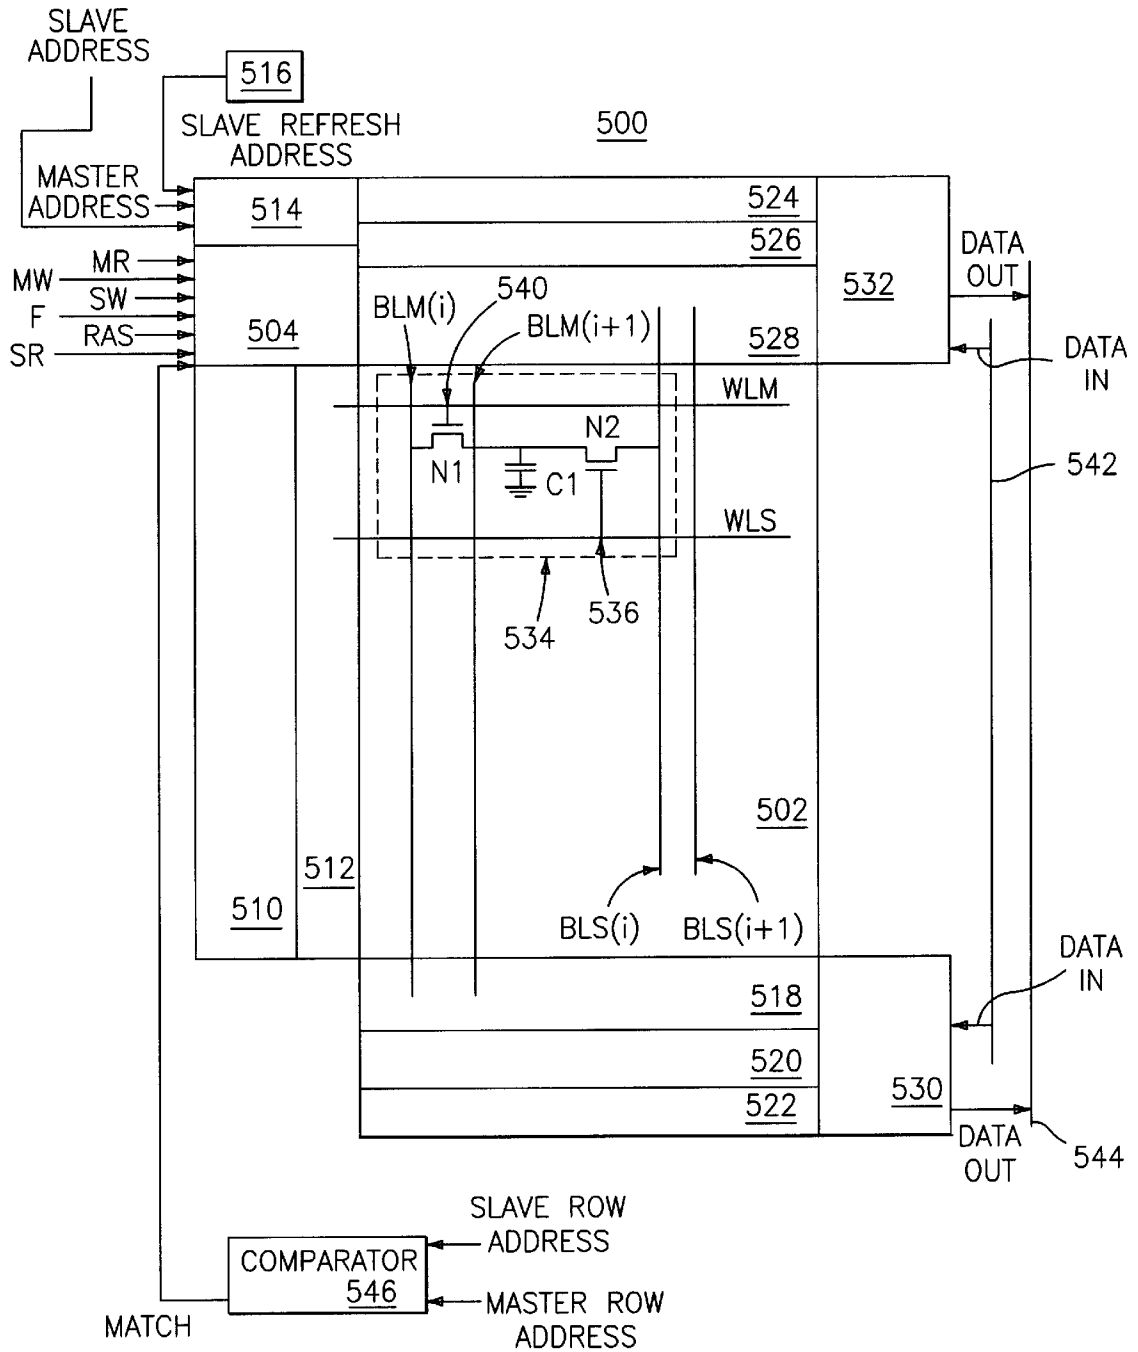 SLAVE
ADDRESS
516
SLAVE REFRESH
ADDRESS
500
MASTER
ADDRESS
514
524
526
MR
MW
SW
F
RAS
SR
504
BLM(i)
540
BLM(i+1)
528
532
DATA
OUT
DATA
IN
WLM
N2
N1
C1
542
WLS
536
534
502
512
510
BLS(i)
BLS(i+1)
DATA
IN
518
520
522
530
DATA
OUT
544
SLAVE ROW
ADDRESS
COMPARATOR
546
MASTER ROW
ADDRESS
MATCH